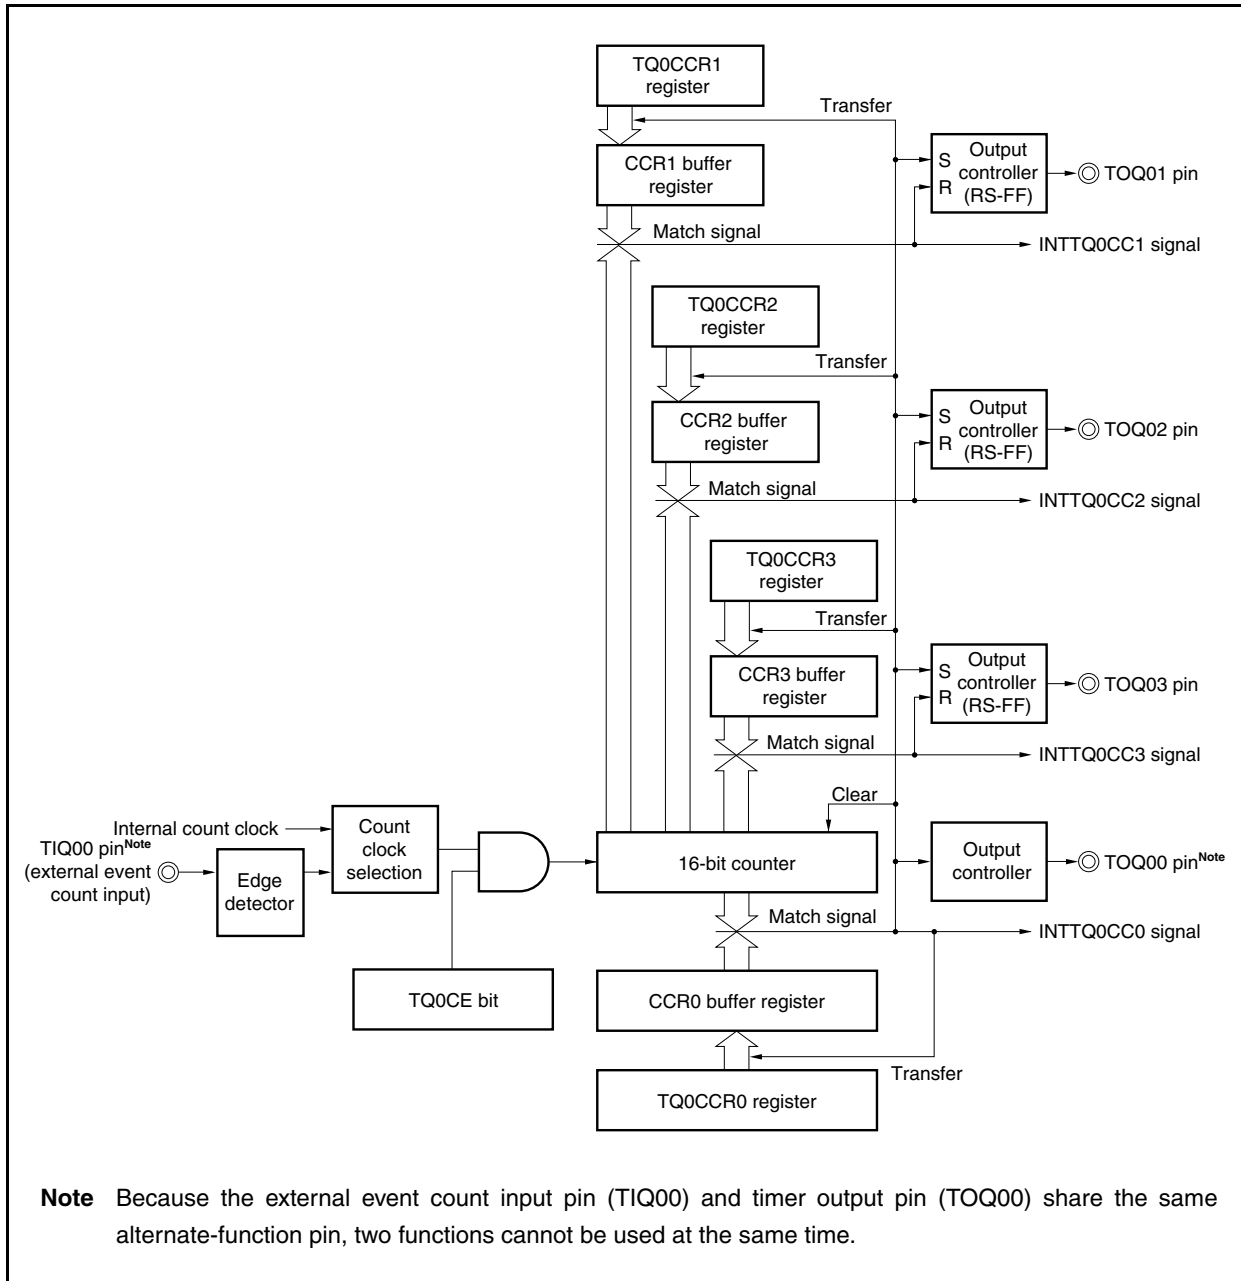 TQ0CCR1
register
Transfer
CCR1 buffer
register
S
R
Output
controller
(RS-FF)
TOQ01 pin
Match signal
INTTQ0CC1 signal
TQ0CCR2
register
Transfer
CCR2 buffer
register
S
R
Output
controller
(RS-FF)
TOQ02 pin
Match signal
INTTQ0CC2 signal
TQ0CCR3
register
Transfer
CCR3 buffer
register
S
R
Output
controller
(RS-FF)
TOQ03 pin
Match signal
INTTQ0CC3 signal
Clear
Internal count clock
TIQ00 pinNote
(external event
count input)
Edge
detector
Count
clock
selection
16-bit counter
Output
controller
TOQ00 pinNote
Match signal
INTTQ0CC0 signal
TQ0CE bit
CCR0 buffer register
Transfer
TQ0CCR0 register
Note Because the external event count input pin (TIQ00) and timer output pin (TOQ00) share the same
alternate-function pin, two functions cannot be used at the same time.